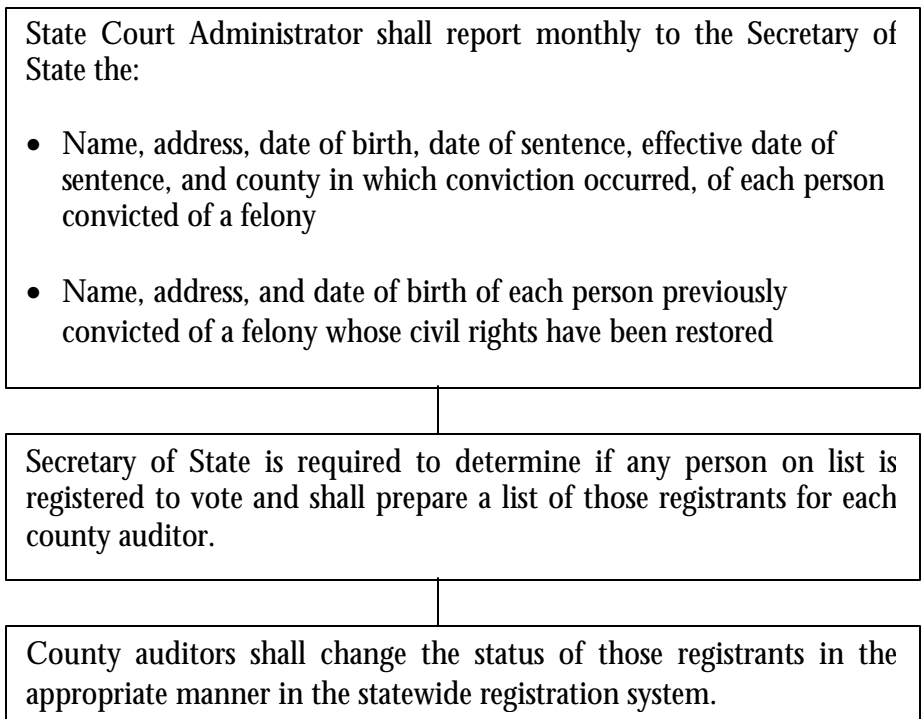 State Court Administrator shall report monthly to the Secretary of
State the:
• Name, address, date of birth, date of sentence, effective date of
sentence, and county in which conviction occurred, of each person
convicted of a felony
• Name, address, and date of birth of each person previously
convicted of a felony whose civil rights have been restored
Secretary of State is required to determine if any person on list is
registered to vote and shall prepare a list of those registrants for each
county auditor.
County auditors shall change the status of those registrants in the
appropriate manner in the statewide registration system.